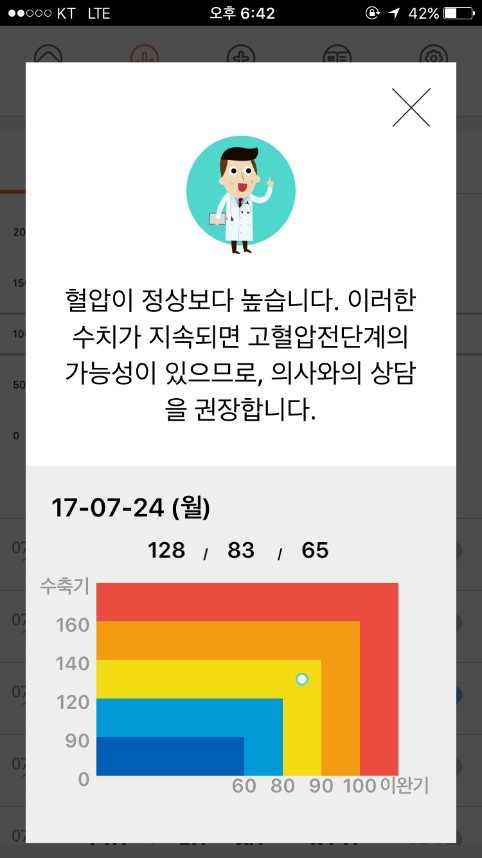 KT LTE 오후 6:42 42%
혈압이 정상보다 높습니다. 이러한
수치가 지속되면 고혈압전단계의
가능성이 있으므로, 의사와의 상담
을 권장합니다.
17-07-24 (월)
128 / 83 / 65
수축기
160
140
120
90
0
60 80 90 100 이완기
50
0